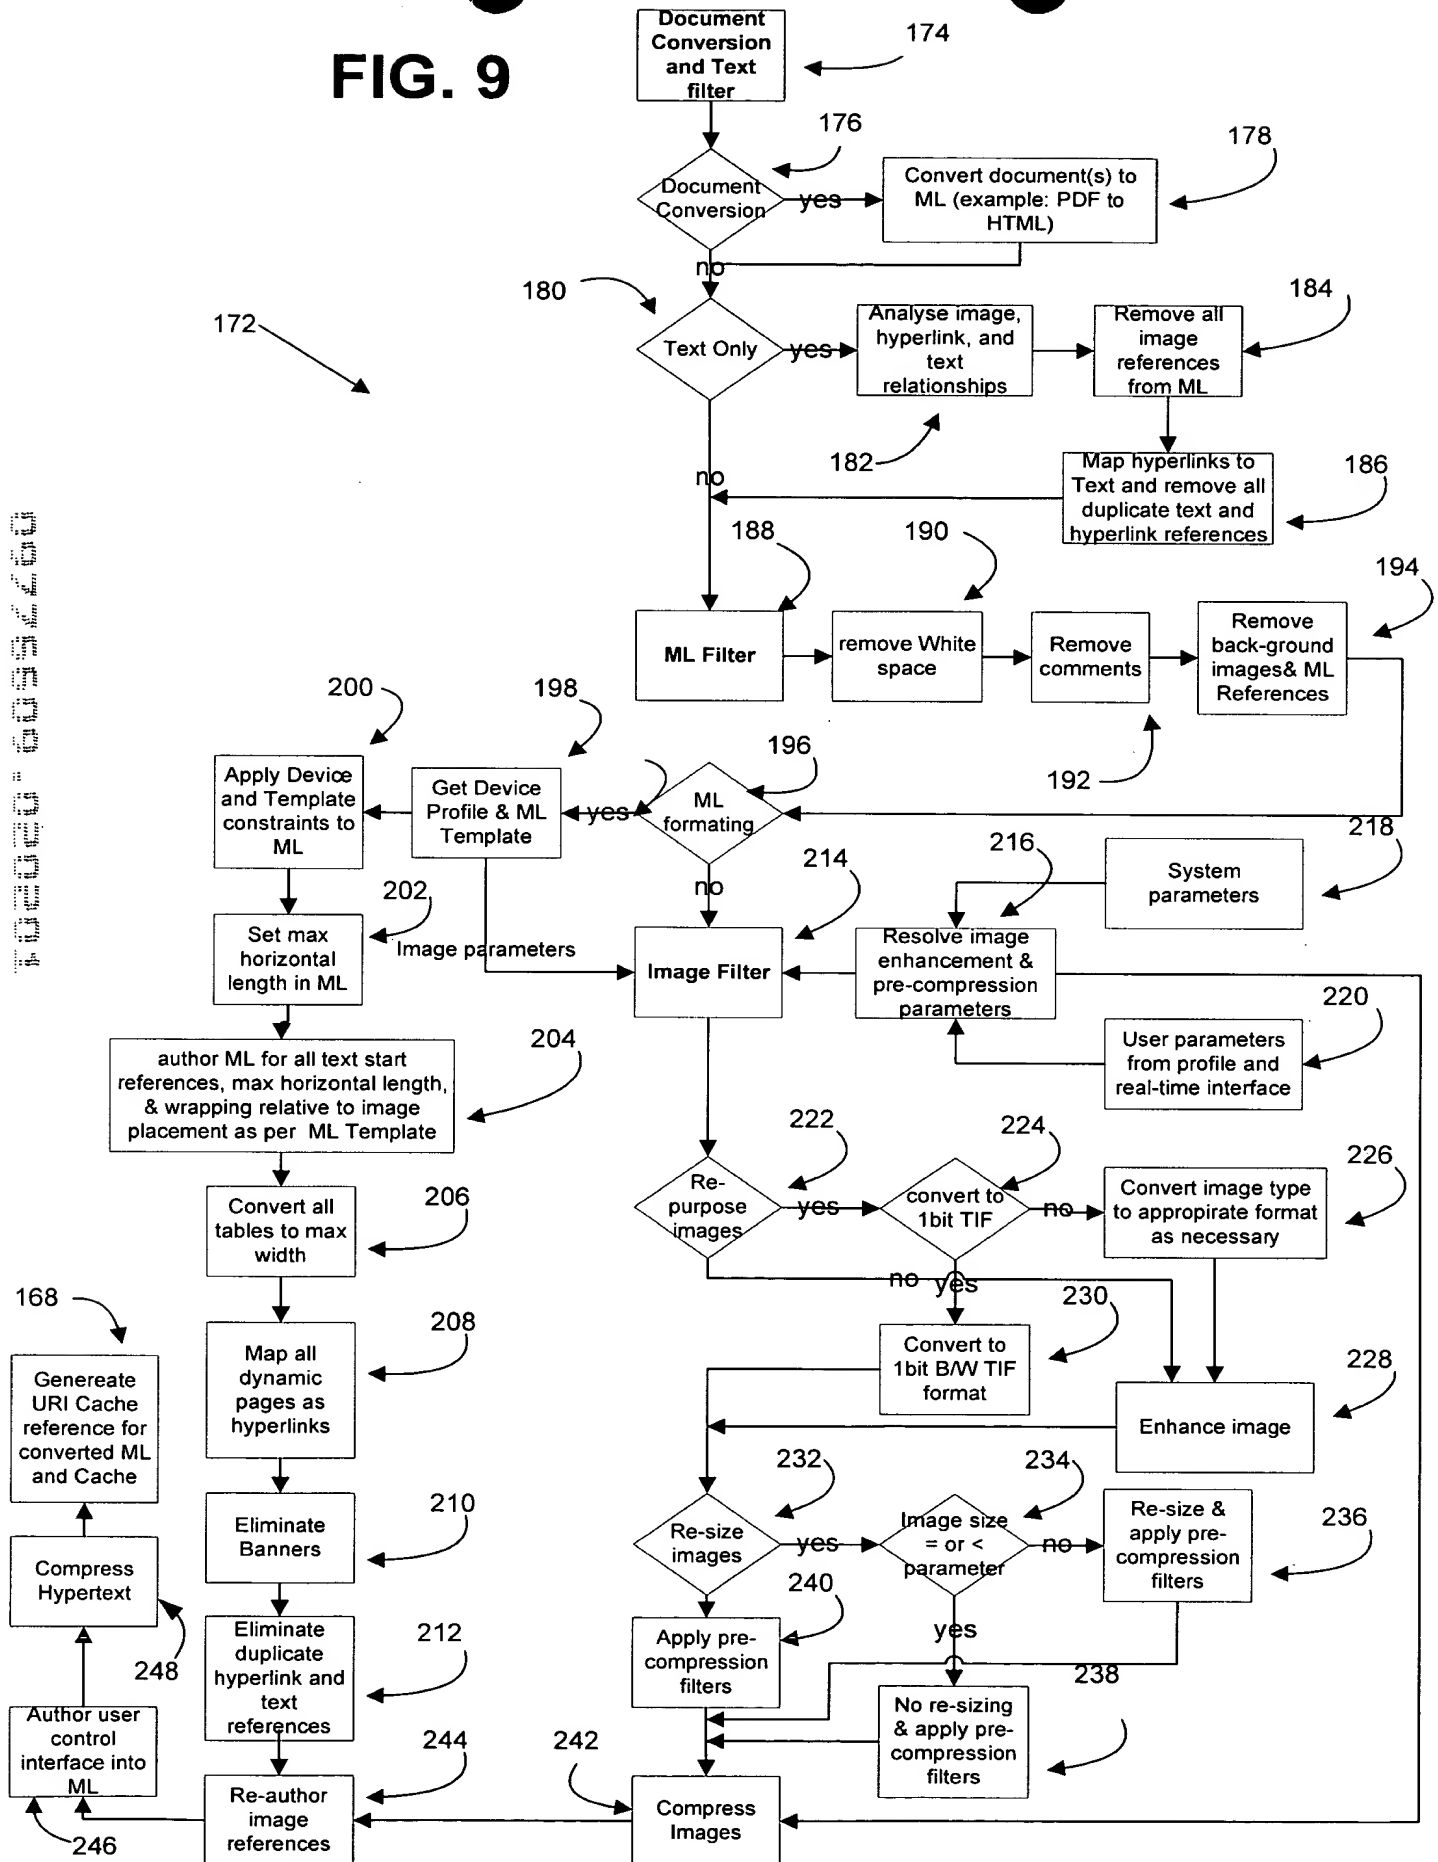 FIG. 9
Document
Conversion
and Text
filter
174
176
Document
Conversion
yes
Convert document(s) to
ML (example: PDF to
HTML)
178
no
180
Text Only
yes
Analyse image,
hyperlink, and
text
relationships
182
Remove all
image
references
from ML
184
172
no
Map hyperlinks to
Text and remove all
duplicate text and
hyperlink references
186
188
ML Filter
190
remove White
space
Remove
comments
192
Remove
back-ground
images& ML
References
194
200
Apply Device
and Template
constraints to
ML
198
Get Device
Profile & ML
Template
yes
196
ML
formating
no
202
Set max
horizontal
length in ML
Image parameters
214
Image Filter
216
Resolve image
enhancement &
pre-compression
parameters
System
parameters
218
User parameters
from profile and
real-time interface
220
author ML for all text start
references, max horizontal length,
& wrapping relative to image
placement as per ML Template
204
Convert all
tables to max
width
206
222
Re-
purpose
images
yes
224
convert to
1bit TIF
no
Convert image type
to appropirate format
as necessary
226
no
yes
230
Convert to
1bit B/W TIF
format
Enhance image
228
168
Genereate
URI Cache
reference for
converted ML
and Cache
Map all
dynamic
pages as
hyperlinks
208
Eliminate
Banners
210
232
Re-size
images
yes
234
Image size
= or <
parameter
no
Re-size &
apply pre-
compression
filters
236
240
Apply pre-
compression
filters
yes
238
No re-sizing
& apply pre-
compression
filters
Compress
Hypertext
248
Eliminate
duplicate
hyperlink and
text
references
212
Author user
control
interface into
ML
246
244
Re-author
image
references
242
Compress
Images